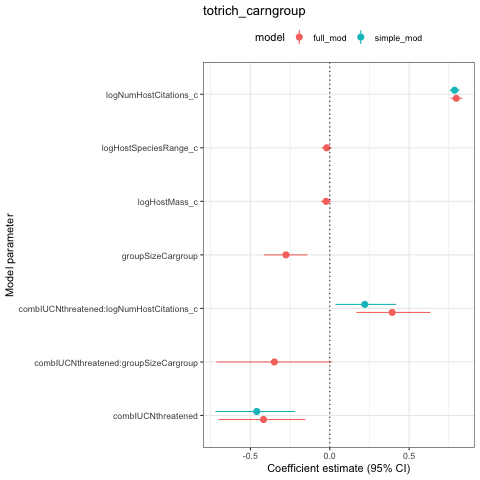 totrich_carngroup
model full_mod simple_mod
Model parameter
logNumHostCitations_c
logHostSpeciesRange_c
logHostMass_c
groupSizeCargroup
combIUCNthreatened:logNumHostCitations_c
combIUCNthreatened:groupSizeCargroup
combIUCNthreatened
-0.5 0.0 0.5
Coefficient estimate (95% CI)